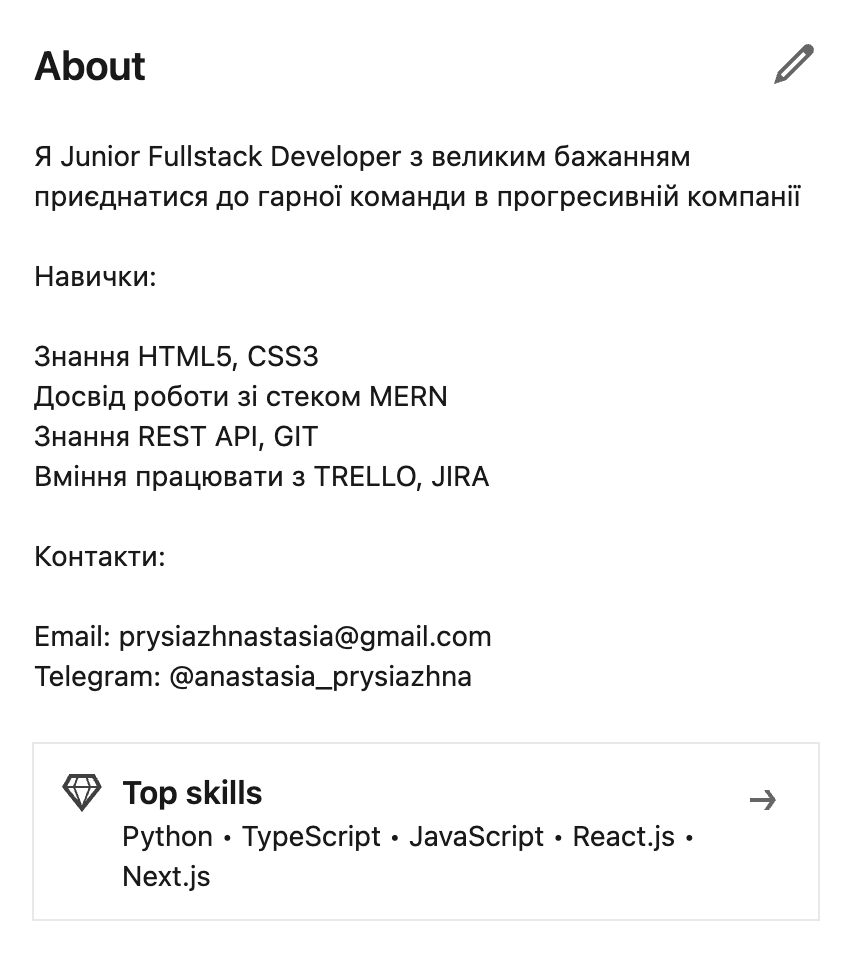 About
Я Junior Fullstack Developer з великим бажанням
приєднатися до гарної команди в прогресивній компанії
Навички:
Знання HTML5, CSS3
Досвід роботи зі стеком MERN
Знання REST API, GIT
Вміння працювати з TRELLO, JIRA
Контакти:
Email: prysiazhnastasia@gmail.com
Telegram: @anastasia_prysiazhna
Top skills
Python • TypeScript • JavaScript • React.js •
Next.js